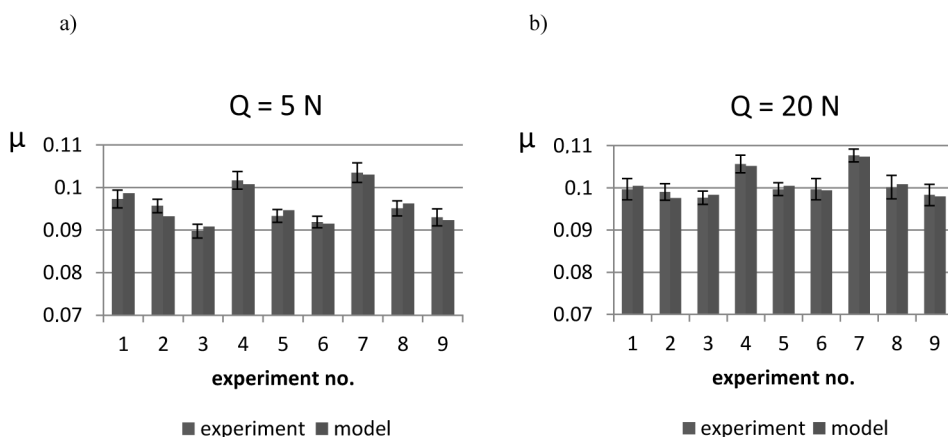 a)
b)
Q = 5 N
μ
0.11
0.1
0.09
0.08
0.07
1 2 3 4 5 6 7 8 9
experiment no.
experiment model
Q = 20 N
μ
0.11
0.1
0.09
0.08
0.07
1 2 3 4 5 6 7 8 9
experiment no.
experiment model